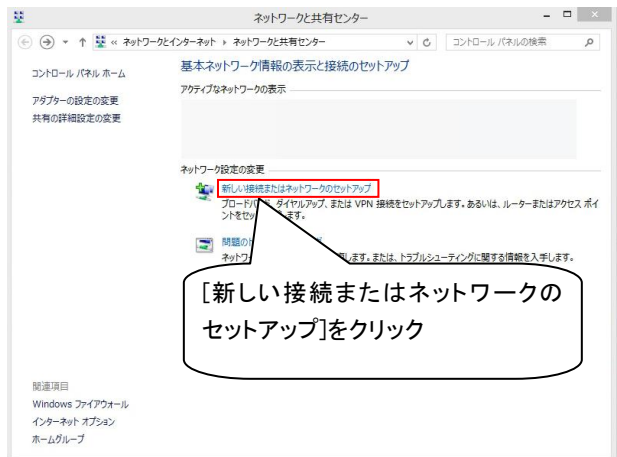 ネットワークと共有センター
« ネットワークとインターネット ▸ ネットワークと共有センター
コントロール パネルの検索
コントロール パネル ホーム
アダプターの設定の変更
共有の詳細設定の変更
基本ネットワーク情報の表示と接続のセットアップ
アクティブなネットワークの表示
ネットワーク設定の変更
新しい接続またはネットワークのセットアップ
ブロードバ ダイヤルアップ、または VPN 接続をセットアップします。あるいは、ルーターまたはアクセス ポイ
ントをセッ ます。
問題の
ネットワ します。または、トラブルシューティングに関する情報を入手します。
[新しい接続またはネットワークの
セットアップ]をクリック
関連項目
Windows ファイアウォール
インターネット オプション
ホームグループ